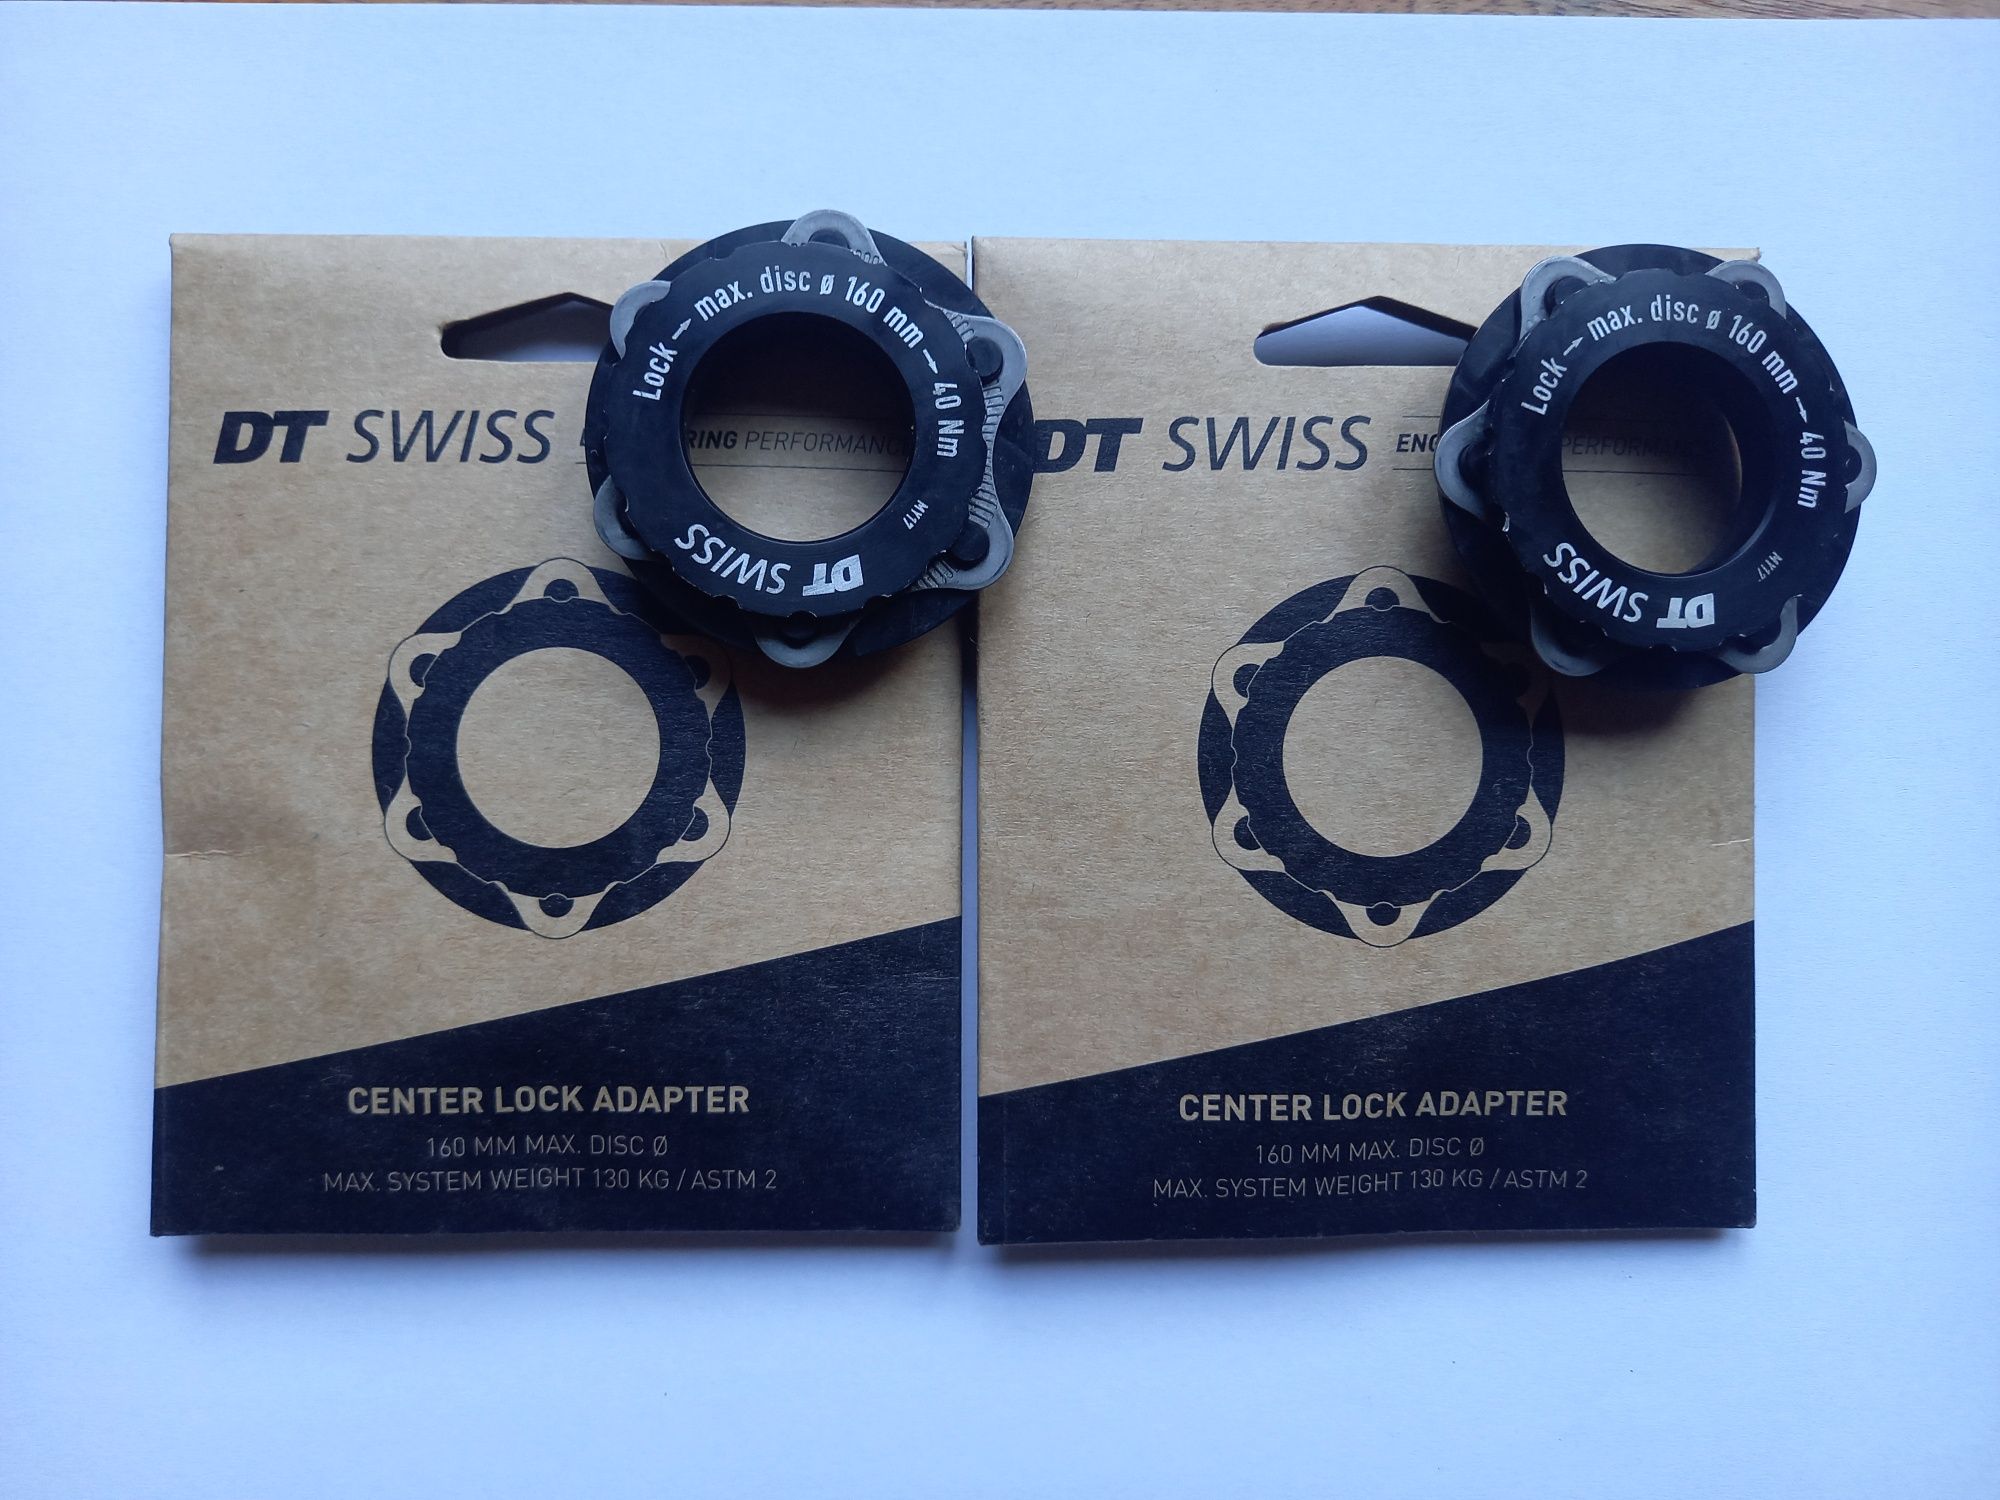 Lock → max. disc ø 160 mm → 40 Nm
MY17
DT SWISS
DT SWISS RING PERFORMANCE
CENTER LOCK ADAPTER
160 MM MAX. DISC Ø
MAX. SYSTEM WEIGHT 130 KG / ASTM 2
Lock → max. disc ø 160 mm → 40 Nm
MY17
DT SWISS
DT SWISS ENG PERFORMA
CENTER LOCK ADAPTER
160 MM MAX. DISC Ø
MAX. SYSTEM WEIGHT 130 KG / ASTM 2